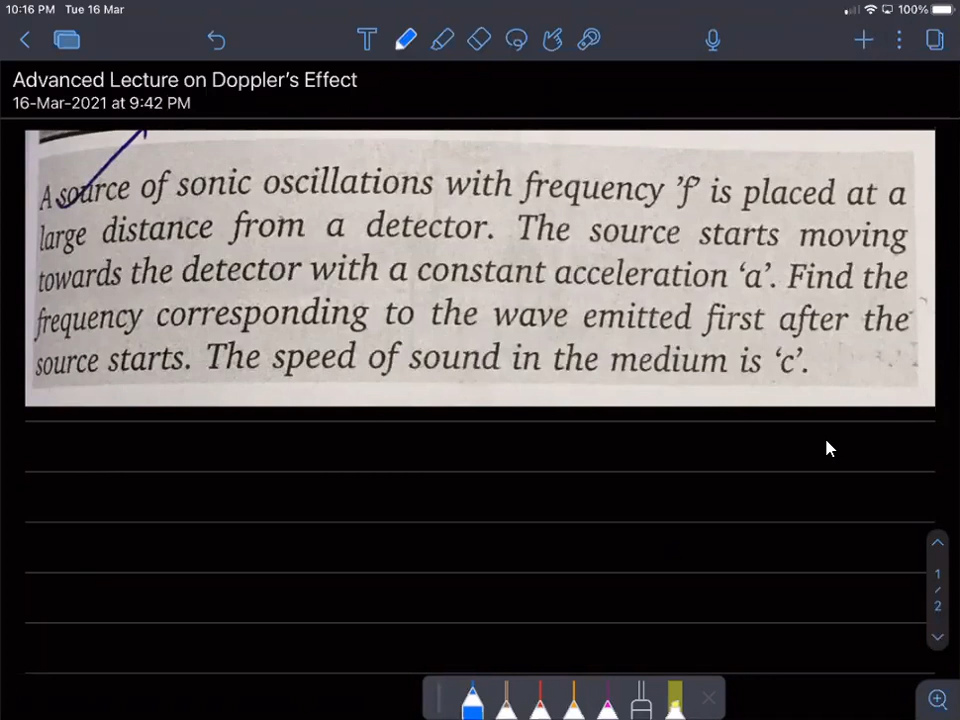 10:16 PM Tue 16 Mar 100%
Advanced Lecture on Doppler's Effect
16-Mar-2021 at 9:42 PM
A source of sonic oscillations with frequency 'f' is placed at a
large distance from a detector. The source starts moving
towards the detector with a constant acceleration 'a'. Find the
frequency corresponding to the wave emitted first after the
source starts. The speed of sound in the medium is 'c'.
1
/
2